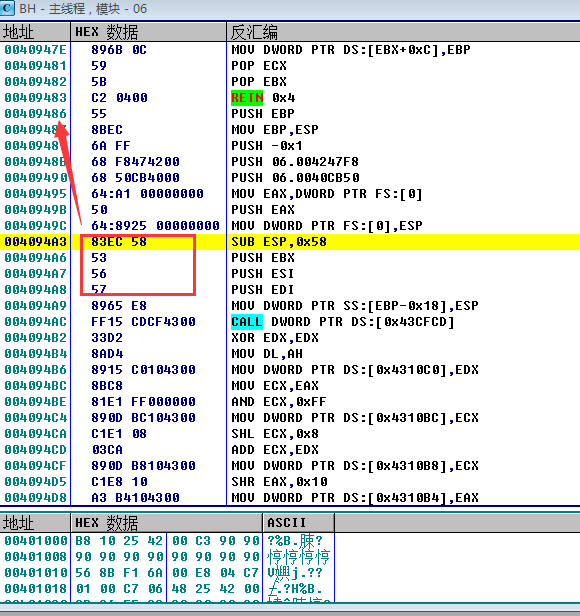 BH - 主线程, 模块 - 06
地址 HEX 数据 反汇编
0040947E 896B 0C MOV DWORD PTR DS:[EBX+0xC],EBP
00409481 59 POP ECX
00409482 5B POP EBX
00409483 C2 0400 RETN 0x4
00409486 55 PUSH EBP
00409487 8BEC MOV EBP,ESP
0040948 6A FF PUSH -0x1
0040948B 68 F8474200 PUSH 06.004247F8
00409490 68 50CB4000 PUSH 06.0040CB50
00409495 64:A1 00000000 MOV EAX,DWORD PTR FS:[0]
0040949B 50 PUSH EAX
0040949C 64:8925 00000000 MOV DWORD PTR FS:[0],ESP
004094A3 83EC 58 SUB ESP,0x58
004094A6 53 PUSH EBX
004094A7 56 PUSH ESI
004094A8 57 PUSH EDI
004094A9 8965 E8 MOV DWORD PTR SS:[EBP-0x18],ESP
004094AC FF15 CDCF4300 CALL DWORD PTR DS:[0x43CFCD]
004094B2 33D2 XOR EDX,EDX
004094B4 8AD4 MOV DL,AH
004094B6 8915 C0104300 MOV DWORD PTR DS:[0x4310C0],EDX
004094BC 8BC8 MOV ECX,EAX
004094BE 81E1 FF000000 AND ECX,0xFF
004094C4 890D BC104300 MOV DWORD PTR DS:[0x4310BC],ECX
004094CA C1E1 08 SHL ECX,0x8
004094CD 03CA ADD ECX,EDX
004094CF 890D B8104300 MOV DWORD PTR DS:[0x4310B8],ECX
004094D5 C1E8 10 SHR EAX,0x10
004094D8 A3 B4104300 MOV DWORD PTR DS:[0x4310B4],EAX
地址 HEX 数据 ASCII
00401000 B8 10 25 42 00 C3 90 90 ?%B.脨?
00401008 90 90 90 90 90 90 90 90 悙悙悙悙
00401010 56 8B F1 6A 00 E8 04 C7 V嬹j.??
00401018 01 00 C7 06 48 25 42 00 .?H%B.